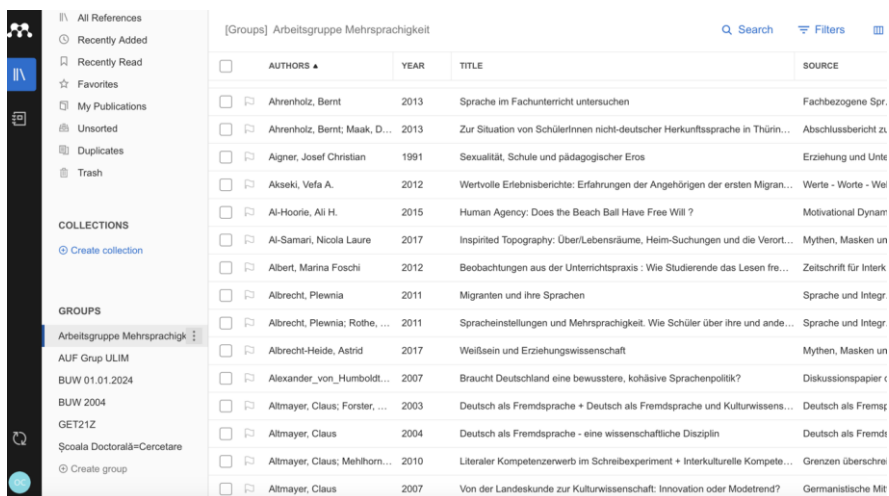 All References
Recently Added
Recently Read
Favorites
My Publications
Unsorted
Duplicates
Trash
COLLECTIONS
Create collection
GROUPS
Arbeitsgruppe Mehrsprachigk
AUF Grup ULIM
BUW 01.01.2024
BUW 2004
GET21Z
Școala Doctorală=Cercetare
Create group
OC
[Groups] Arbeitsgruppe Mehrsprachigkeit
Search Filters
AUTHORS YEAR TITLE SOURCE
Ahrenholz, Bernt 2013 Sprache im Fachunterricht untersuchen Fachbezogene Spr.
Ahrenholz, Bernt; Maak, D... 2013 Zur Situation von SchülerInnen nicht-deutscher Herkunftssprache in Thürin... Abschlussbericht zu
Aigner, Josef Christian 1991 Sexualität, Schule und pädagogischer Eros Erziehung und Unte
Akseki, Vefa A. 2012 Wertvolle Erlebnisberichte: Erfahrungen der Angehörigen der ersten Migran... Werte - Worte - Wel
Al-Hoorie, Ali H. 2015 Human Agency: Does the Beach Ball Have Free Will ? Motivational Dynam
Al-Samari, Nicola Laure 2017 Inspirited Topography: Über/Lebensräume, Heim-Suchungen und die Verort... Mythen, Masken un
Albert, Marina Foschi 2012 Beobachtungen aus der Unterrichtspraxis : Wie Studierende das Lesen fre... Zeitschrift für Interk
Albrecht, Plewnia 2011 Migranten und ihre Sprachen Sprache und Integr
Albrecht, Plewnia; Rothe, ... 2011 Spracheinstellungen und Mehrsprachigkeit. Wie Schüler über ihre und ande... Sprache und Integr
Albrecht-Heide, Astrid 2017 Weißsein und Erziehungswissenschaft Mythen, Masken un
Alexander_von_Humboldt... 2007 Braucht Deutschland eine bewusstere, kohäsive Sprachenpolitik? Diskussionspapier d
Altmayer, Claus; Forster, ... 2003 Deutsch als Fremdsprache + Deutsch als Fremdsprache und Kulturwissens... Deutsch als Fremsp
Altmayer, Claus 2004 Deutsch als Fremdsprache - eine wissenschaftliche Disziplin Deutsch als Fremds
Altmayer, Claus; Mehlhorn... 2010 Literaler Kompetenzerwerb im Schreibexperiment + Interkulturelle Kompete... Grenzen überschrei
Altmayer, Claus 2007 Von der Landeskunde zur Kulturwissenschaft: Innovation oder Modetrend? Germanistische Mit